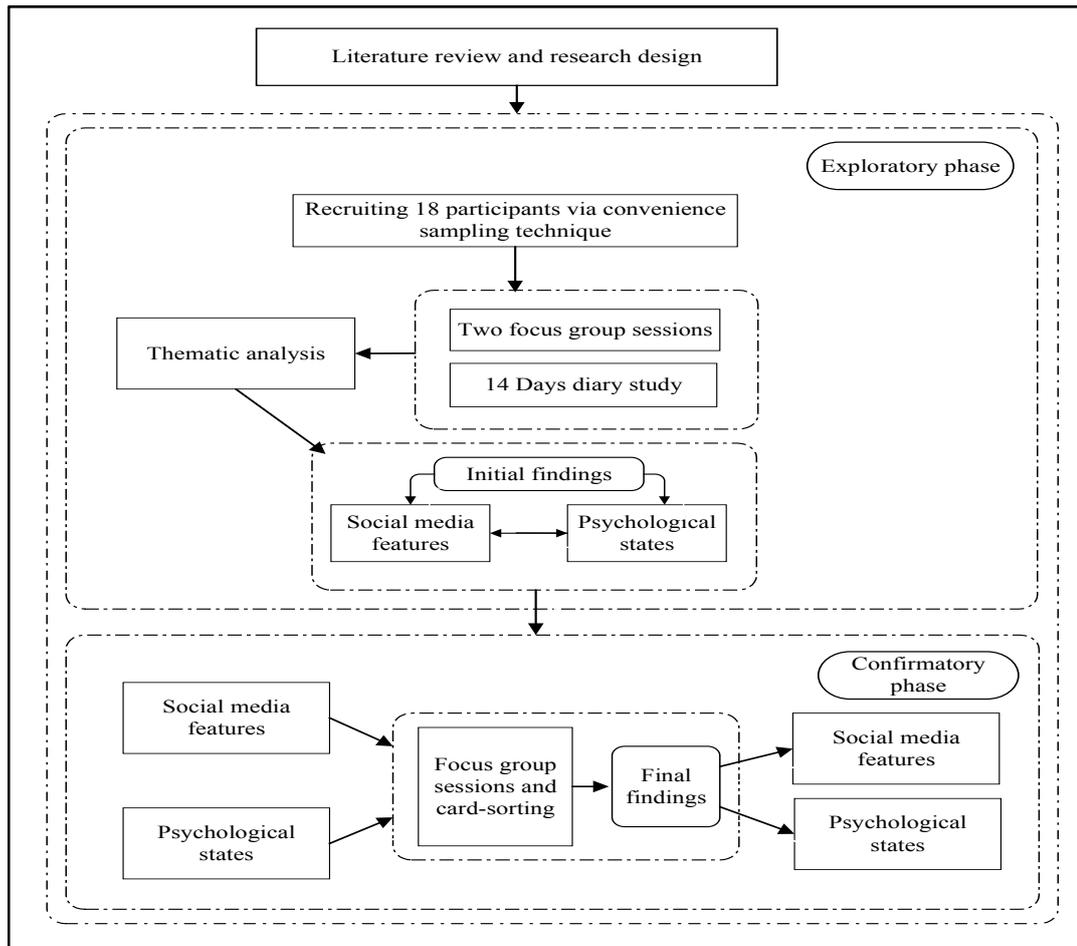 Literature review and research design
Exploratory phase
Recruiting 18 participants via convenience
sampling technique
Two focus group sessions
Thematic analysis
14 Days diary study
Initial findings
Social media
features
Psychological
states
Confirmatory
phase
Social media
features
Psychological
states
Focus group
sessions and
card-sorting
Final
findings
Social media
features
Psychological
states